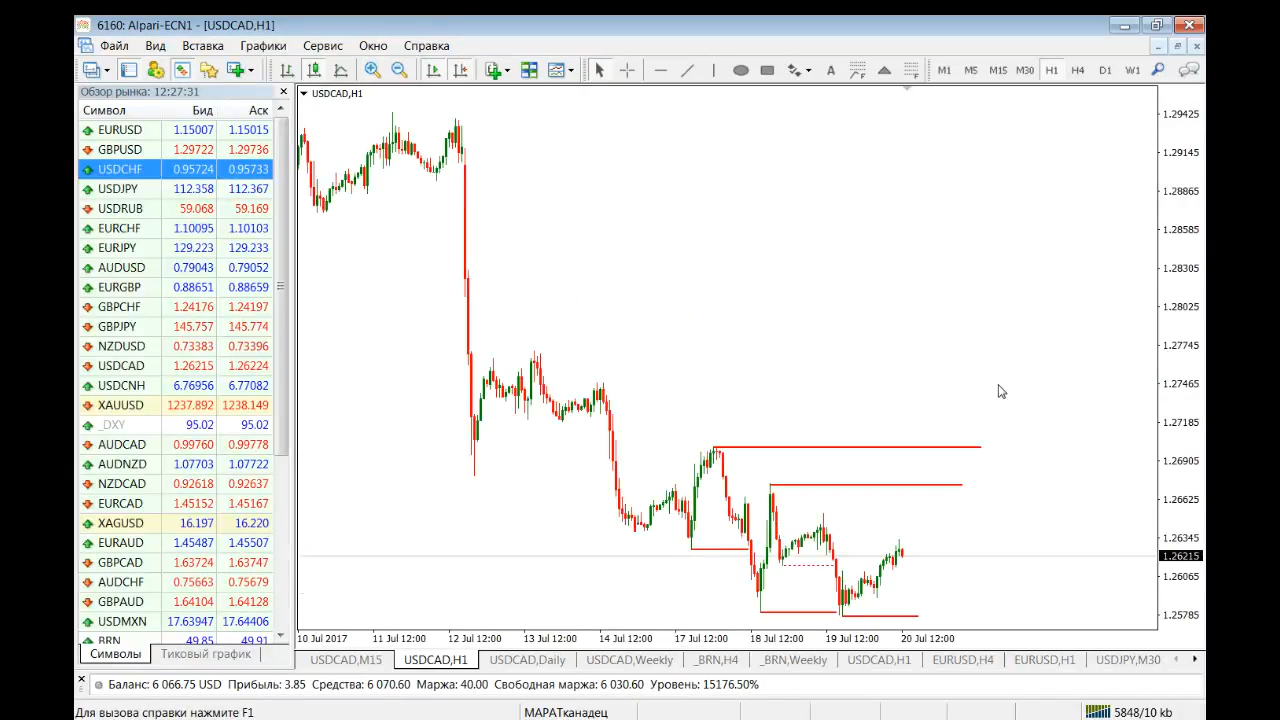 6160: Alpari-ECN1 - [USDCAD,H1]
Файл Вид Вставка Графики Сервис Окно Справка
A M1 M5 M15 M30 H1 H4 D1 W1
Обзор рынка: 12:27:31
Символ Бид Аск
EURUSD 1.15007 1.15015
GBPUSD 1.29722 1.29736
USDCHF 0.95724 0.95733
USDJPY 112.358 112.367
USDRUB 59.068 59.169
EURCHF 1.10095 1.10103
EURJPY 129.223 129.233
AUDUSD 0.79043 0.79052
EURGBP 0.88651 0.88659
GBPCHF 1.24176 1.24197
GBPJPY 145.757 145.774
NZDUSD 0.73383 0.73396
USDCAD 1.26215 1.26224
USDCNH 6.76956 6.77082
XAUUSD 1237.892 1238.149
_DXY 95.02 95.02
AUDCAD 0.99760 0.99778
AUDNZD 1.07703 1.07722
NZDCAD 0.92618 0.92637
EURCAD 1.45152 1.45167
XAGUSD 16.197 16.220
EURAUD 1.45487 1.45507
GBPCAD 1.63724 1.63747
AUDCHF 0.75663 0.75679
GBPAUD 1.64104 1.64128
USDMXN 17.63947 17.64406
BRN 49.85 49.91
Символы Тиковый график
USDCAD,H1
1.29425
1.29145
1.28865
1.28585
1.28305
1.28025
1.27745
1.27465
1.27185
1.26905
1.26625
1.26345
1.26215
1.26065
1.25785
10 Jul 2017 11 Jul 12:00 12 Jul 12:00 13 Jul 12:00 14 Jul 12:00 17 Jul 12:00 18 Jul 12:00 19 Jul 12:00 20 Jul 12:00
USDCAD,M15 USDCAD,H1 USDCAD,Daily USDCAD,Weekly _BRN,H4 _BRN,Weekly USDCAD,H1 EURUSD,H4 EURUSD,H1 USDJPY,M30
Баланс: 6 066.75 USD Прибыль: 3.85 Средства: 6 070.60 Маржа: 40.00 Свободная маржа: 6 030.60 Уровень: 15176.50%
Для вызова справки нажмите F1 МАРАТканадец 5848/10 kb